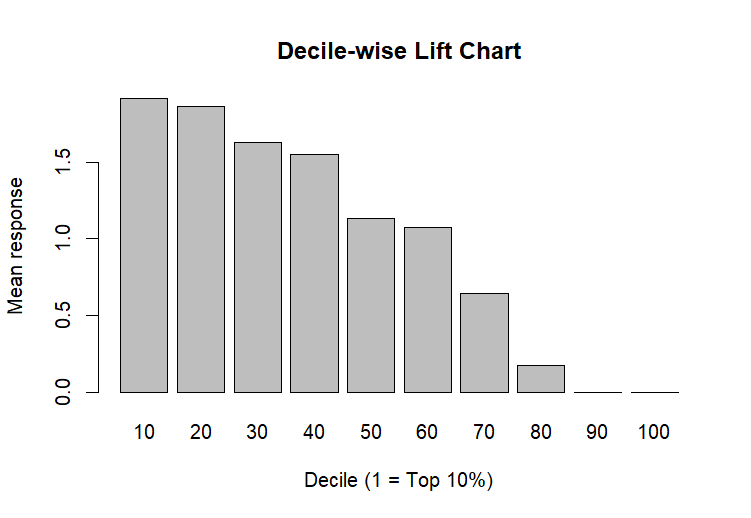 Decile-wise Lift Chart
Mean response
1.5
1.0
0.5
0.0
10 20 30 40 50 60 70 80 90 100
Decile (1 = Top 10%)